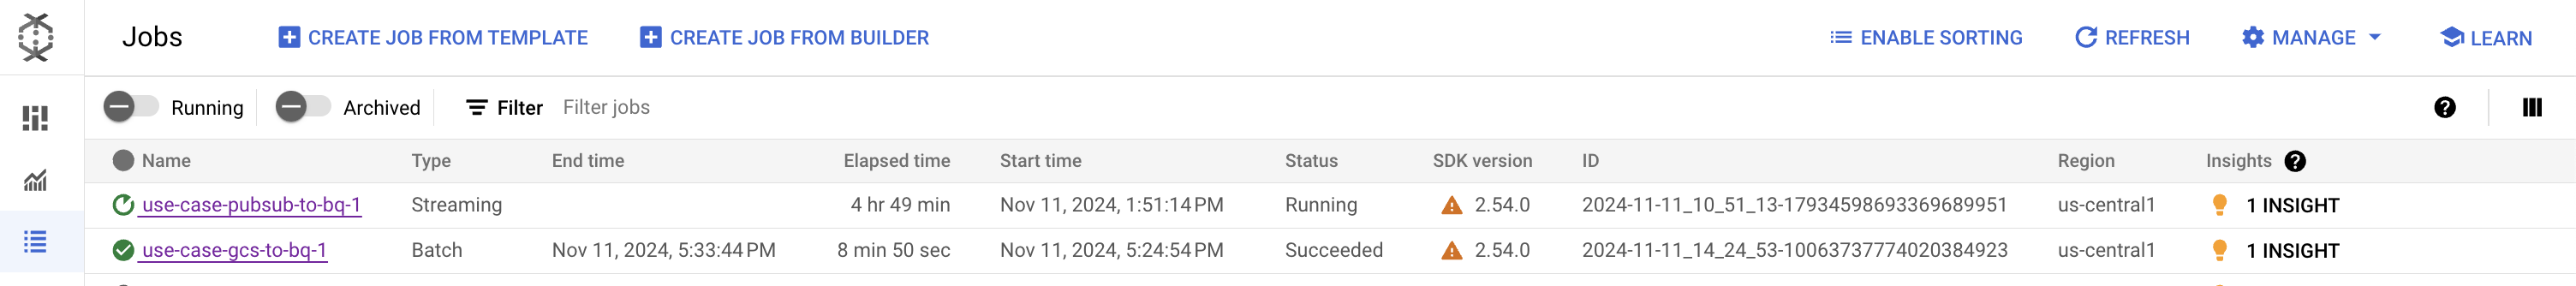 Jobs CREATE JOB FROM TEMPLATE CREATE JOB FROM BUILDER ENABLE SORTING REFRESH MANAGE LEARN
Running Archived Filter Filter jobs
Name Type End time Elapsed time Start time Status SDK version ID Region Insights
use-case-pubsub-to-bq-1 Streaming 4 hr 49 min Nov 11, 2024, 1:51:14 PM Running 2.54.0 2024-11-11_10_51_13-17934598693369689951 us-central1 1 INSIGHT
use-case-gcs-to-bq-1 Batch Nov 11, 2024, 5:33:44 PM 8 min 50 sec Nov 11, 2024, 5:24:54 PM Succeeded 2.54.0 2024-11-11_14_24_53-10063737774020384923 us-central1 1 INSIGHT